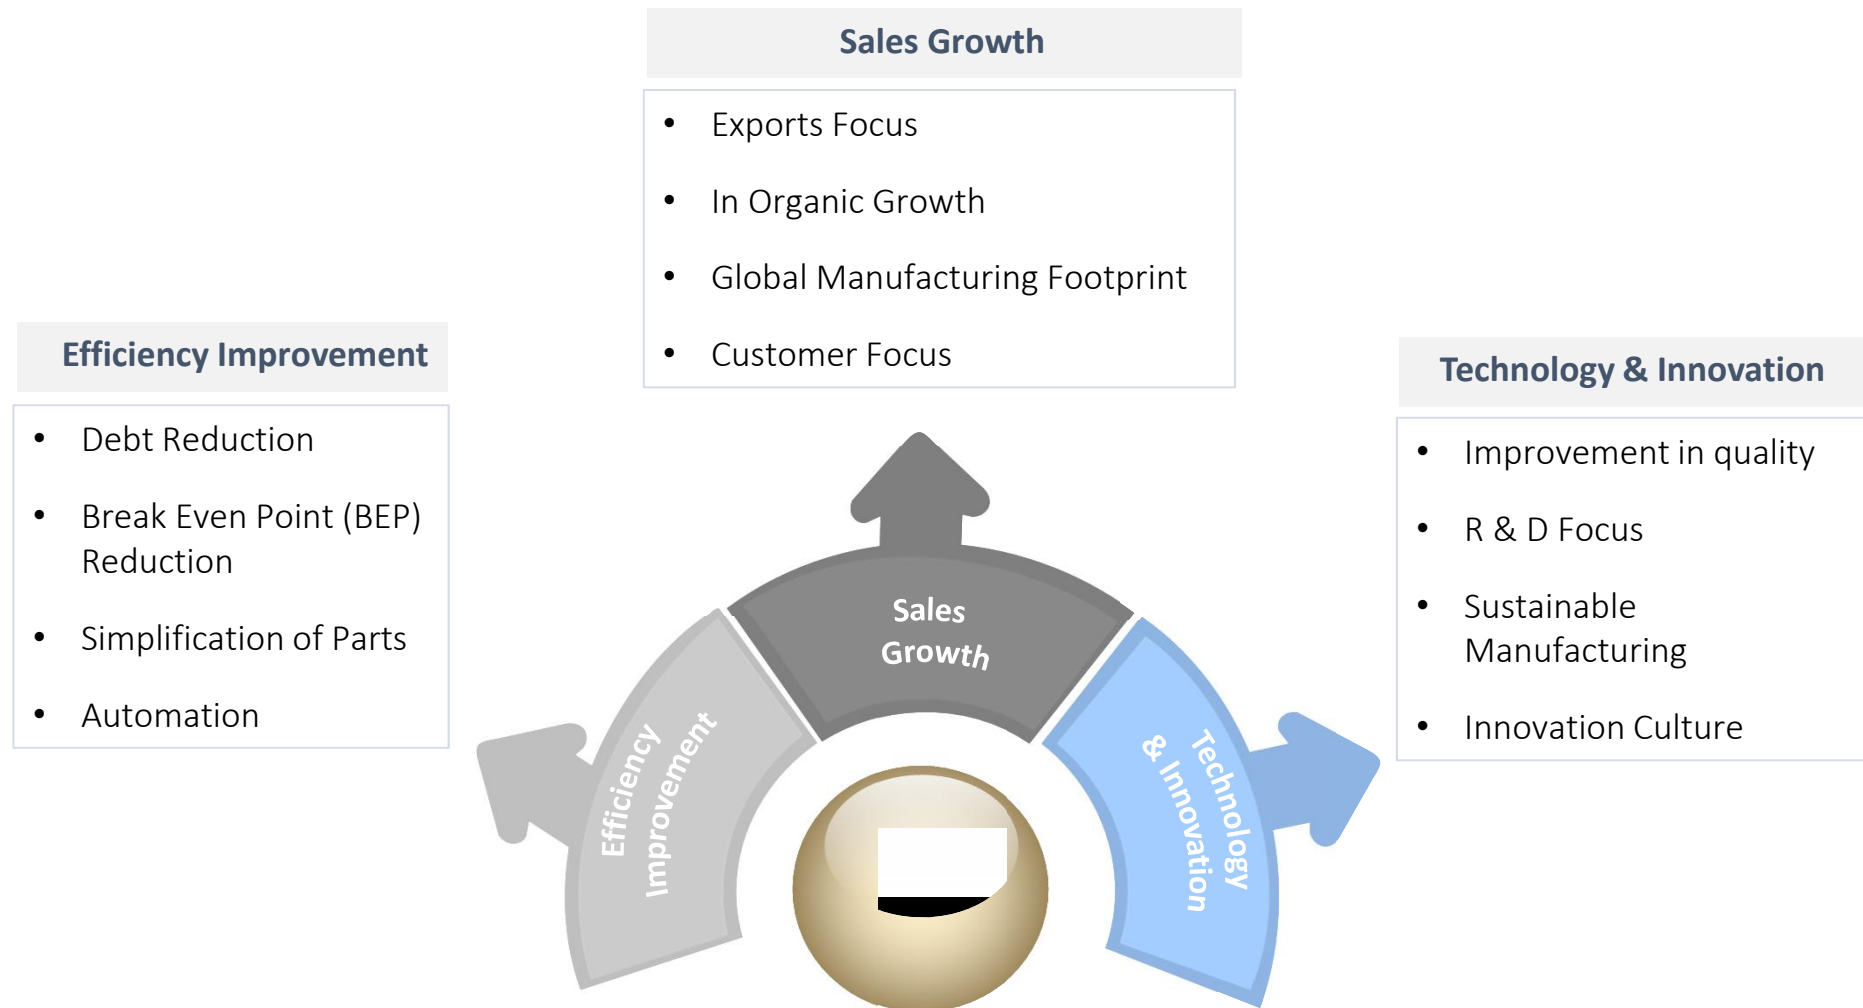 Sales Growth
• Exports Focus
• In Organic Growth
• Global Manufacturing Footprint
• Customer Focus
Efficiency Improvement
• Debt Reduction
• Break Even Point (BEP)
Reduction
• Simplification of Parts
• Automation
Technology & Innovation
• Improvement in quality
• R & D Focus
• Sustainable
Manufacturing
• Innovation Culture
Efficiency
Improvement
Sales
Growth
Technology
& Innovation